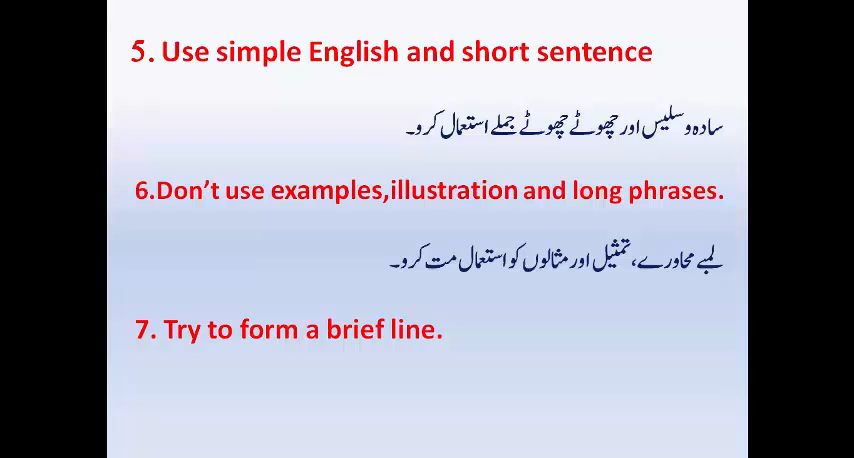 5. Use simple English and short sentence
سادہ و سلیس اور چھوٹے چھوٹے جملے استعمال کرو۔
6.Don’t use examples,illustration and long phrases.
لمبے محاورے، تمثیل اور مثالوں کو استعمال مت کرو۔
7. Try to form a brief line.